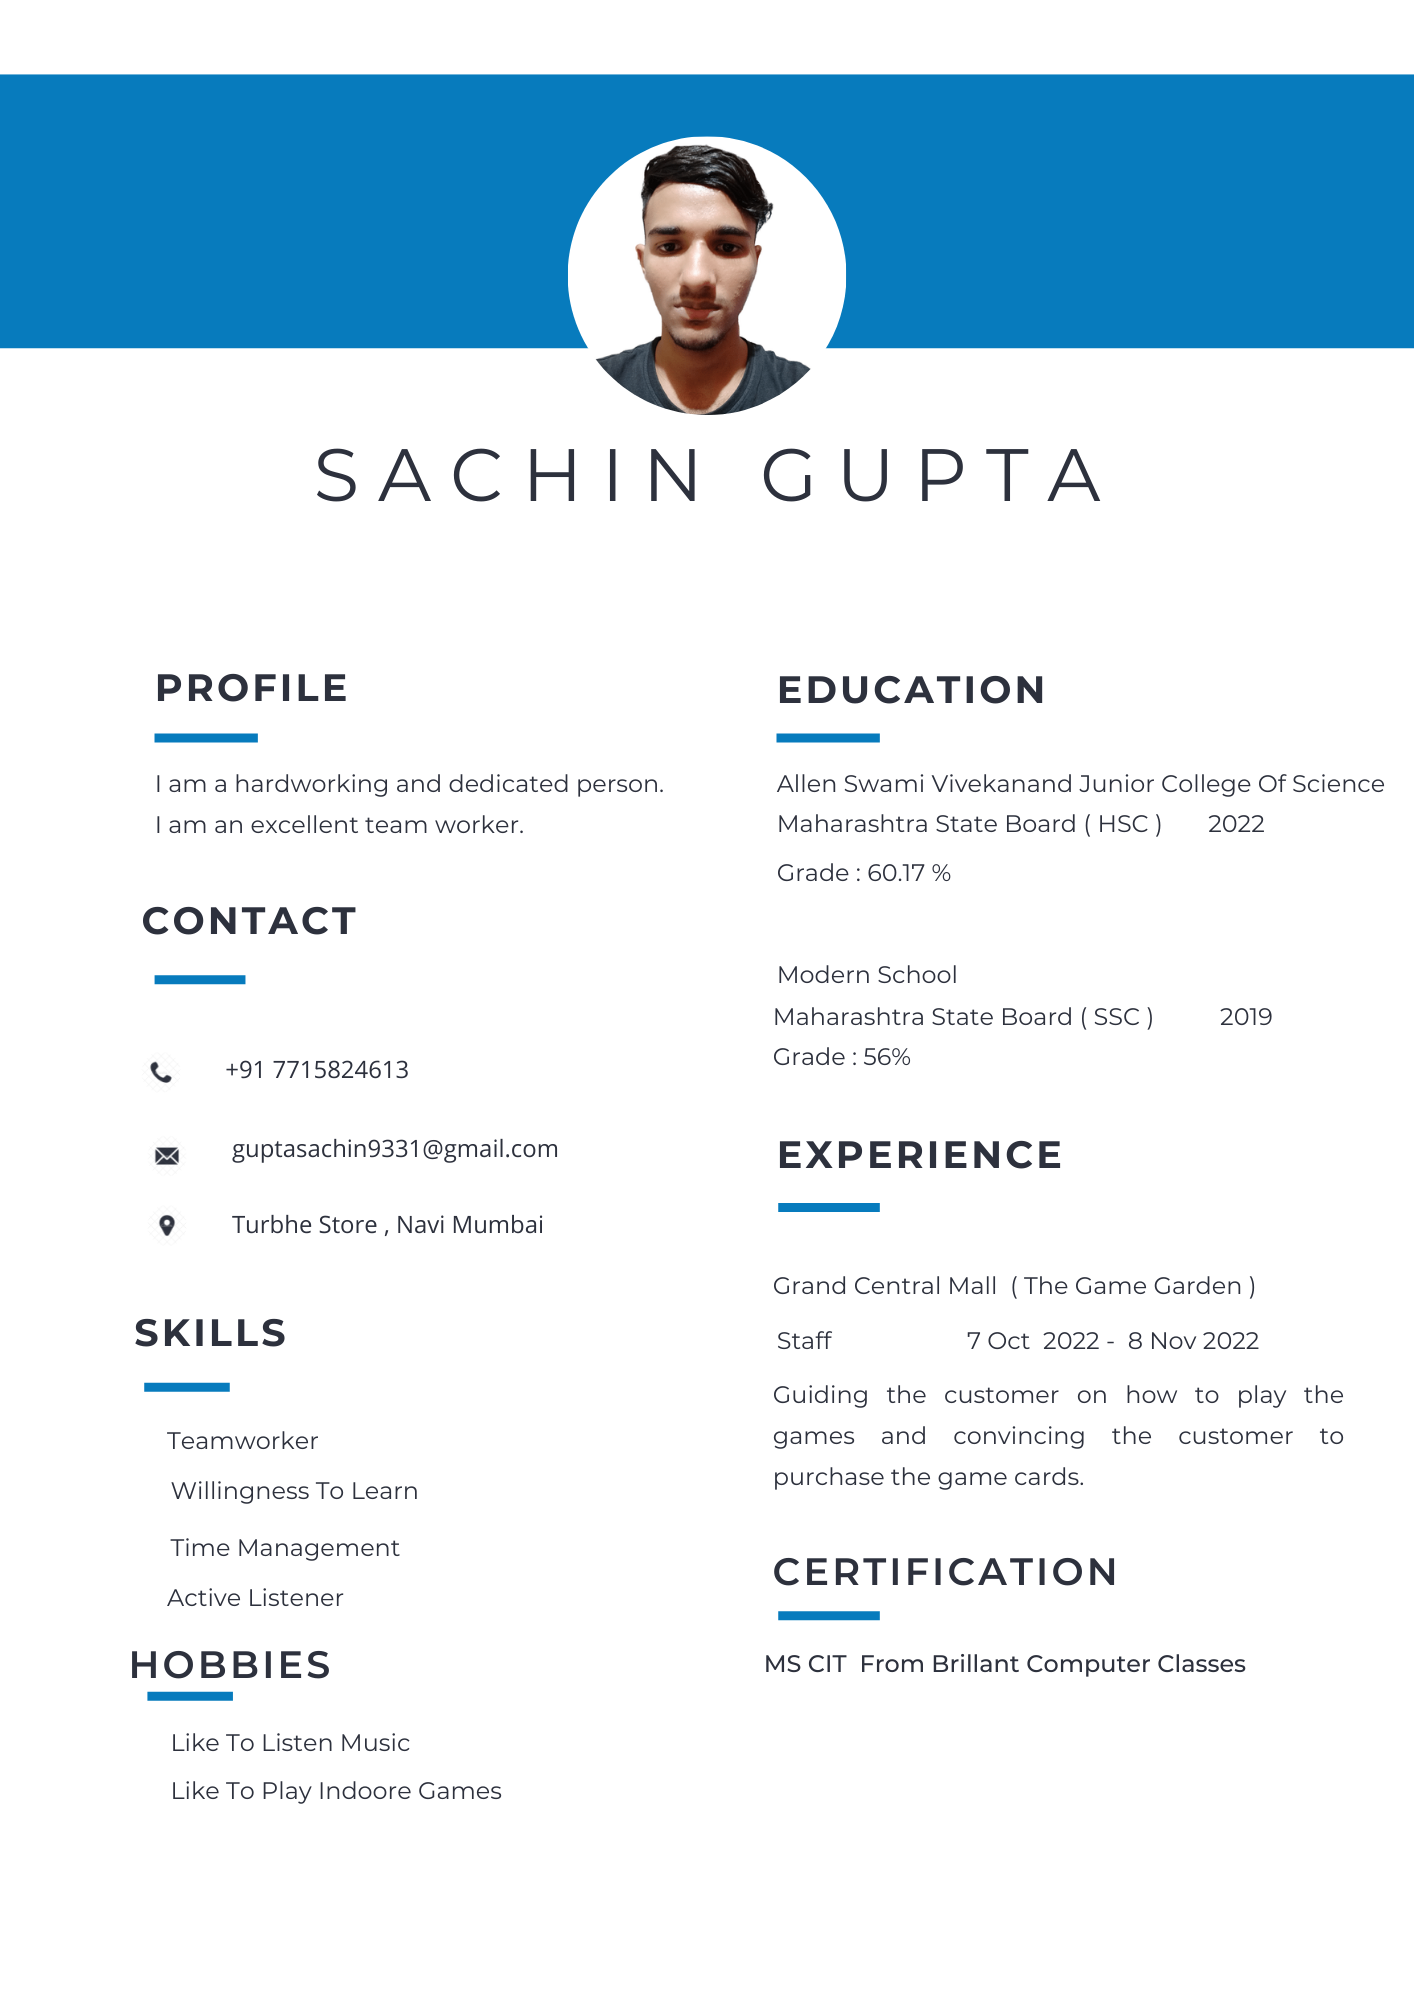 SACHIN GUPTA
PROFILE
I am a hardworking and dedicated person.
I am an excellent team worker.
CONTACT
+91 7715824613
guptasachin9331@gmail.com
Turbhe Store , Navi Mumbai
SKILLS
Teamworker
Willingness To Learn
Time Management
Active Listener
HOBBIES
Like To Listen Music
Like To Play Indoore Games
EDUCATION
Allen Swami Vivekanand Junior College Of Science
Maharashtra State Board ( HSC ) 2022
Grade : 60.17 %
Modern School
Maharashtra State Board ( SSC ) 2019
Grade : 56%
EXPERIENCE
Grand Central Mall ( The Game Garden )
Staff 7 Oct 2022 - 8 Nov 2022
Guiding the customer on how to play the
games and convincing the customer to
purchase the game cards.
CERTIFICATION
MS CIT From Brillant Computer Classes